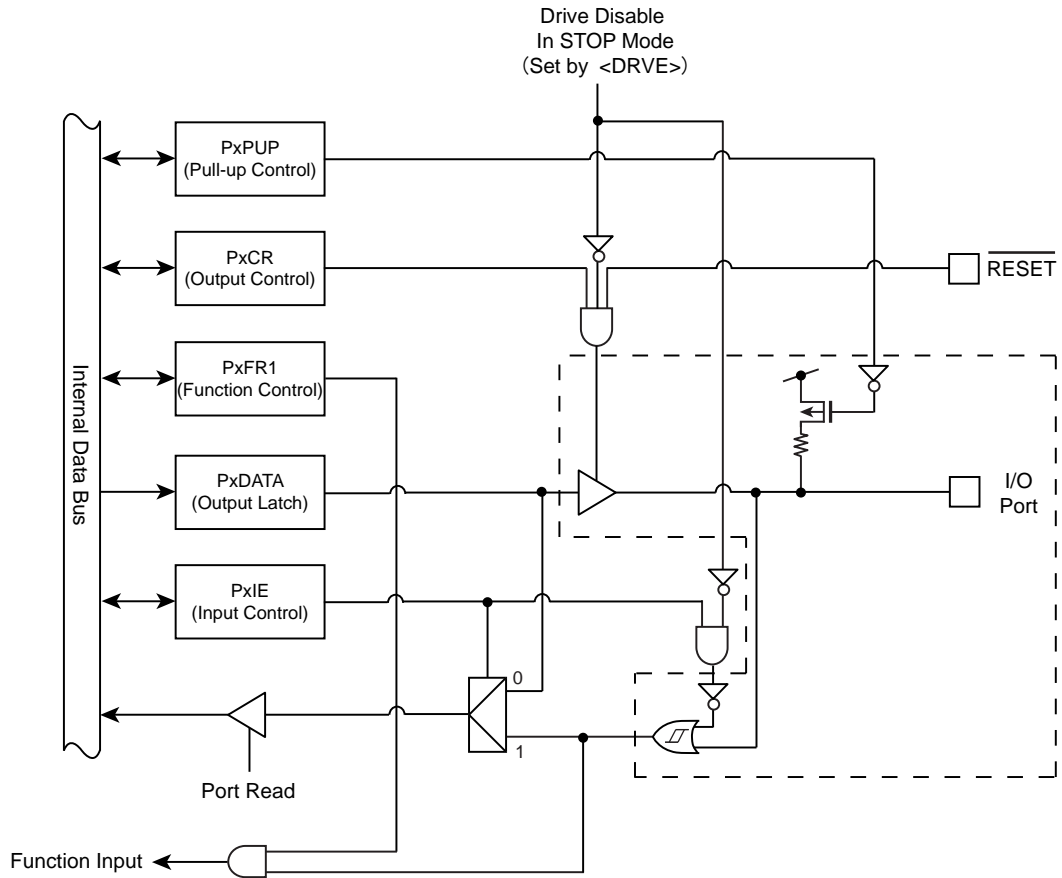 Drive Disable
In STOP Mode
(Set by <DRVE>)
PxPUP
(Pull-up Control)
PxCR
(Output Control)
RESET
PxFR1
(Function Control)
Internal Data Bus
PxDATA
(Output Latch)
I/O
Port
PxIE
(Input Control)
0
1
Port Read
Function Input